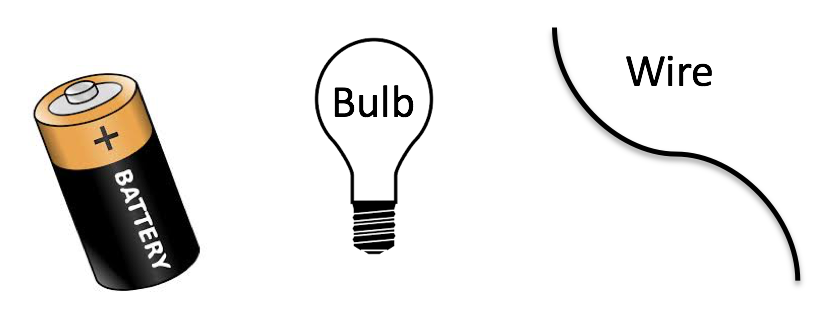 +
BATTERY
Bulb
Wire